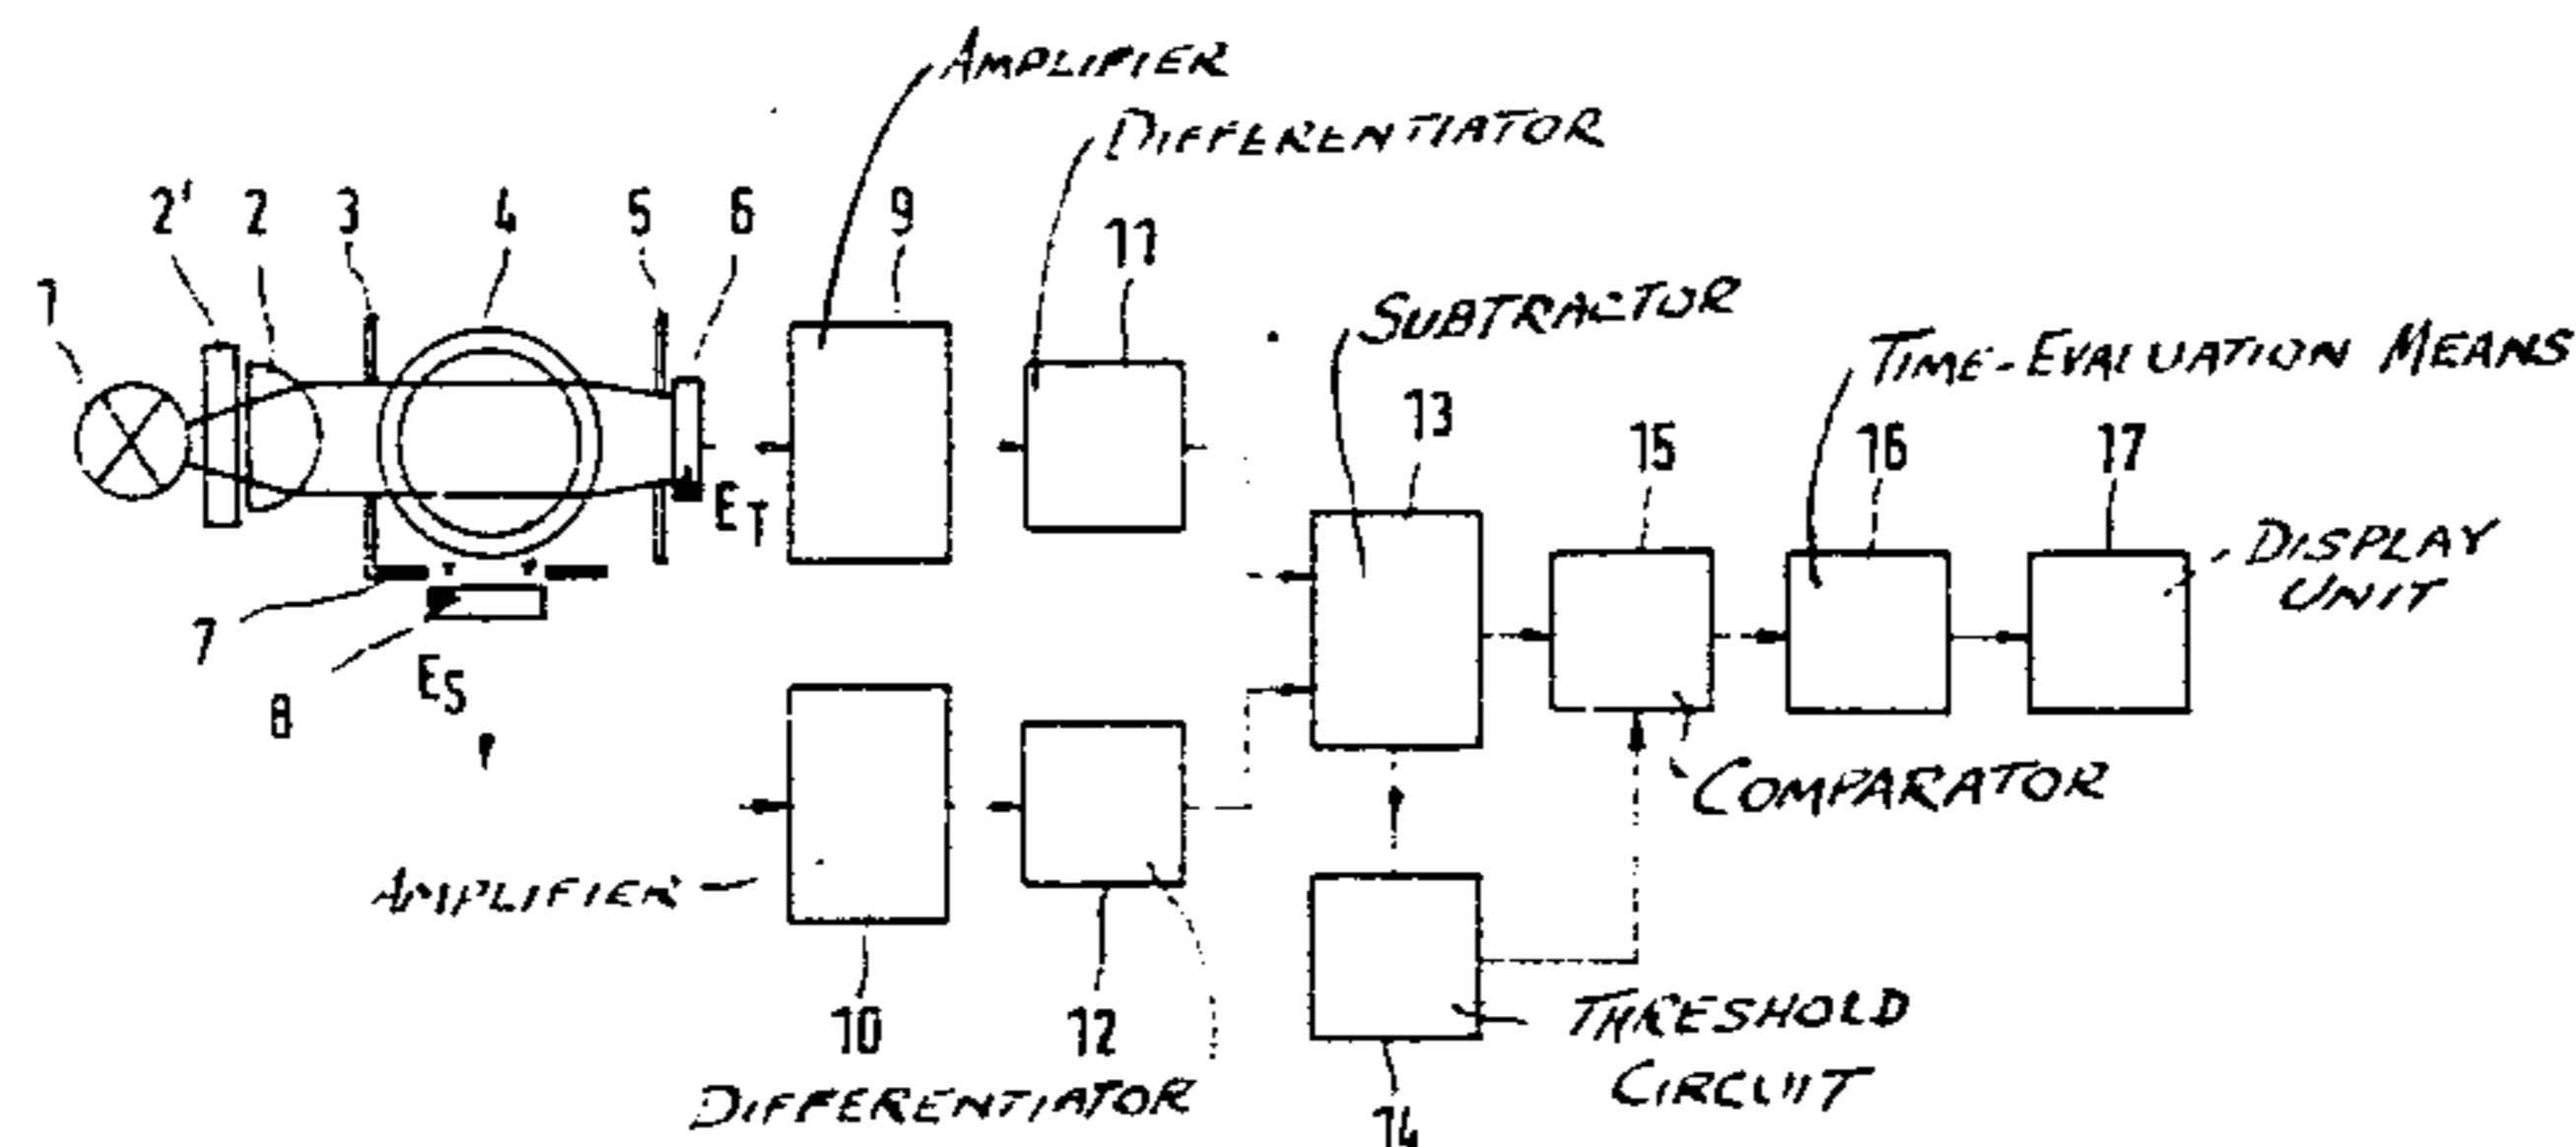 AMPLIFIER
DIFFERENTIATOR
2' 2 3 4 5 6 9 11
1
SUBTRACTOR
TIME-EVALUATION MEANS
13 15 16 17
E_T
DISPLAY
UNIT
7
8
E_S
COMPARATOR
AMPLIFIER
10 12
THRESHOLD
CIRCUIT
DIFFERENTIATOR
14